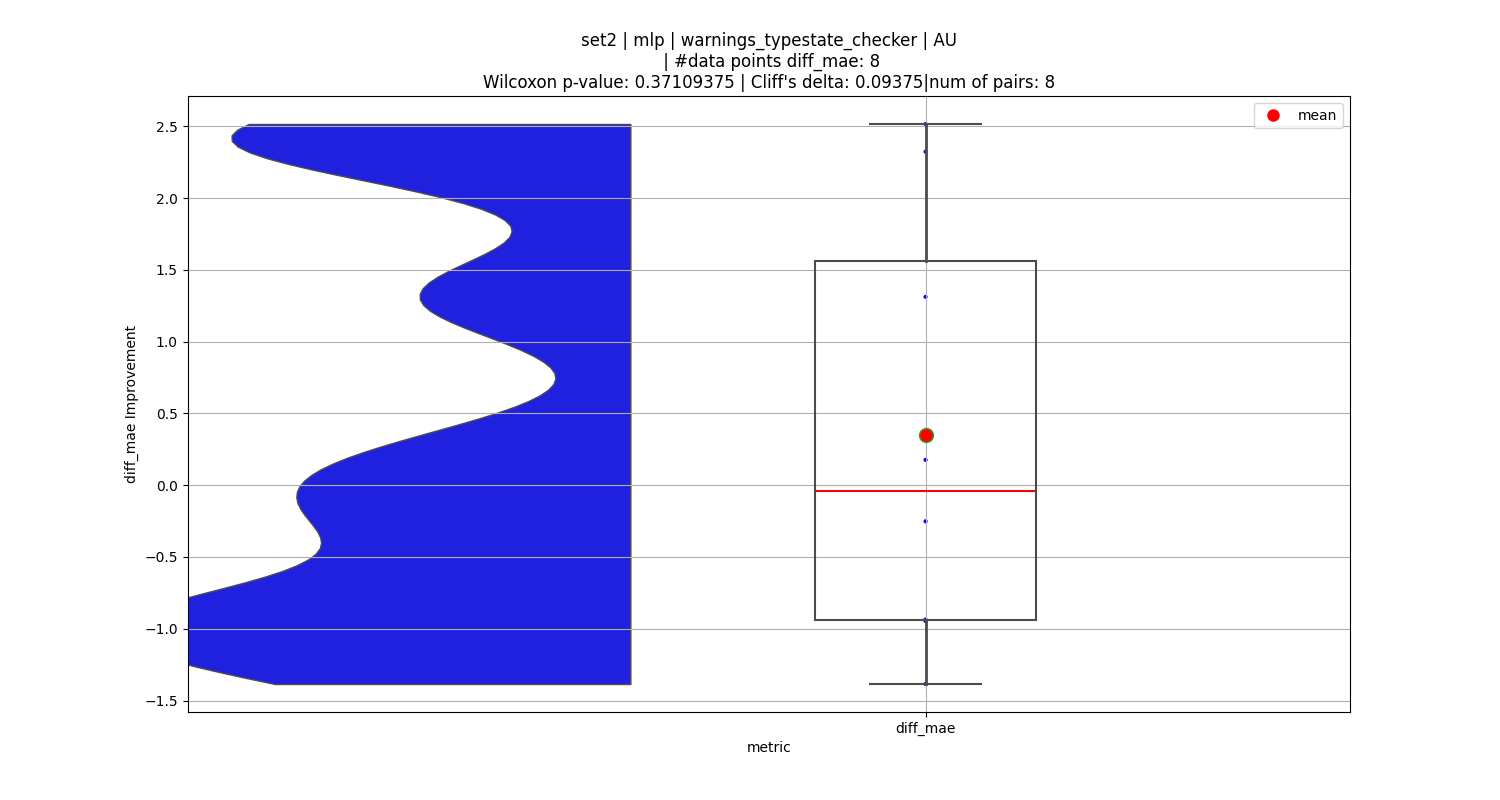 set2 | mlp | warnings_typestate_checker | AU
| #data points diff_mae: 8
Wilcoxon p-value: 0.37109375 | Cliff's delta: 0.09375|num of pairs: 8
mean
2.5
2.0
1.5
1.0
0.5
0.0
−0.5
−1.0
−1.5
diff_mae Improvement
diff_mae
metric